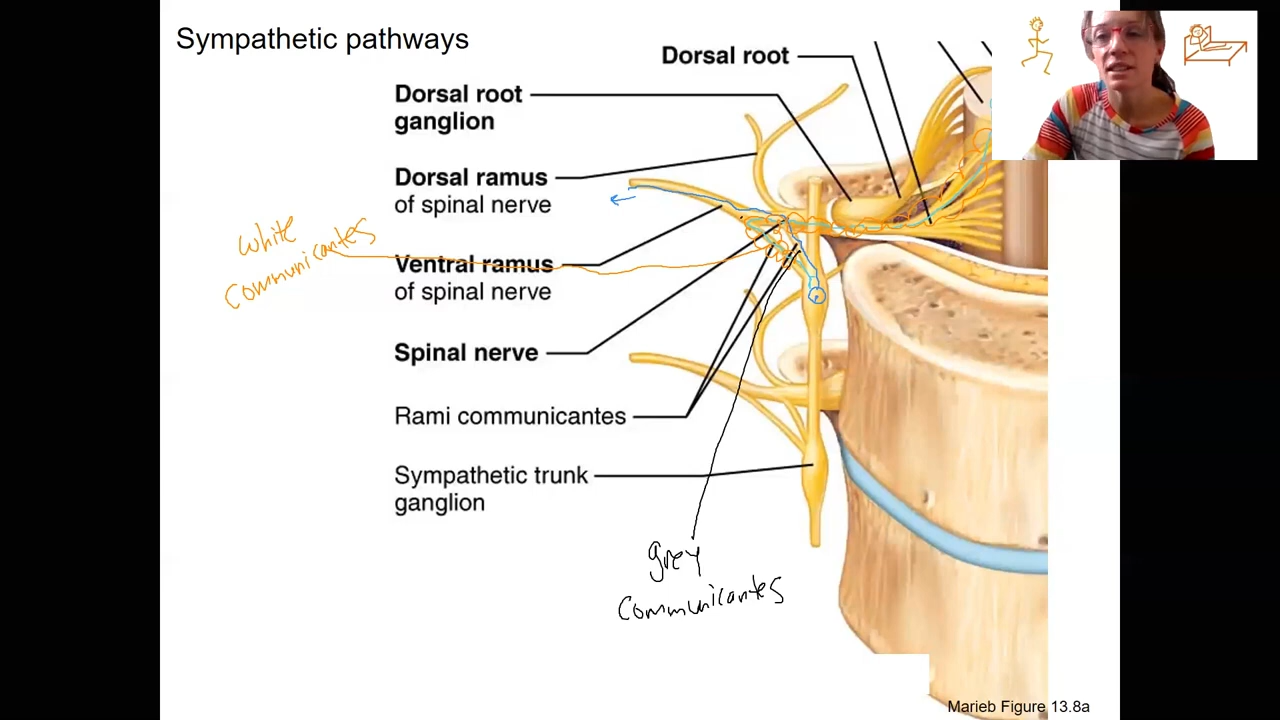 Sympathetic pathways
Dorsal root
Dorsal root
ganglion
Dorsal ramus
of spinal nerve
white
communicantes
Ventral ramus
of spinal nerve
Spinal nerve
Rami communicantes
Sympathetic trunk
ganglion
grey
communicantes
Marieb Figure 13.8a